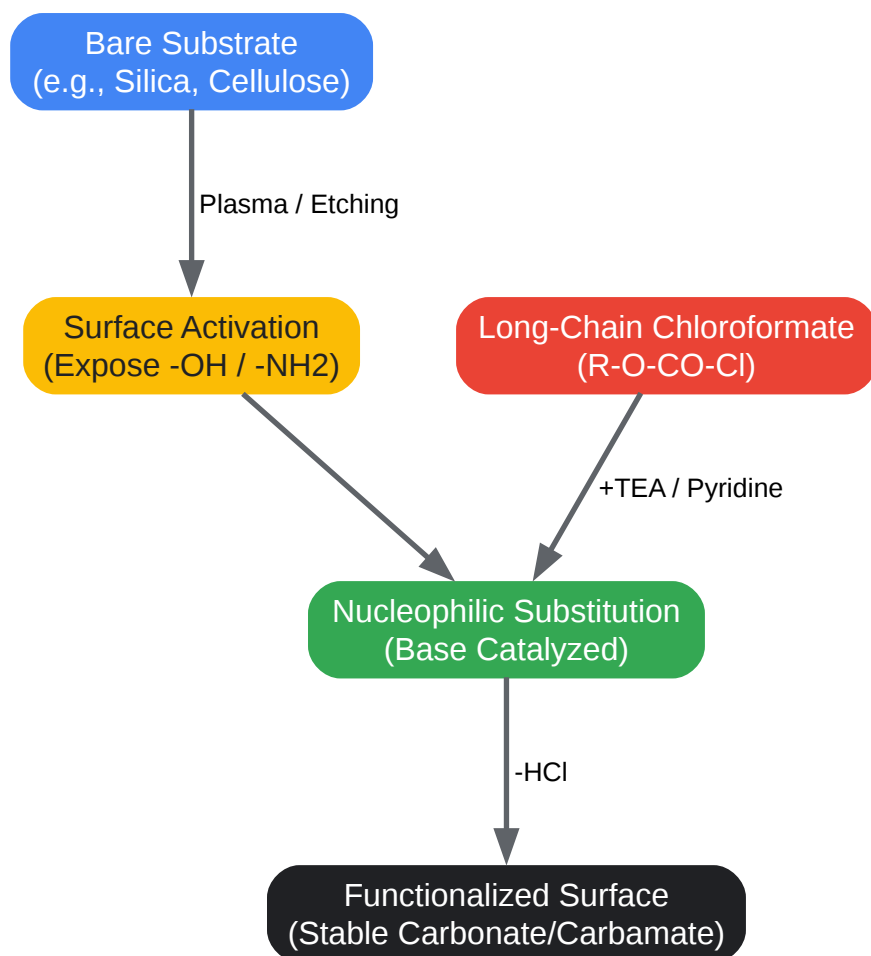 Bare Substrate
(e.g., Silica, Cellulose)
Plasma / Etching
Surface Activation
(Expose -OH / -NH2)
Long-Chain Chloroformate
(R-O-CO-Cl)
+TEA / Pyridine
Nucleophilic Substitution
(Base Catalyzed)
-HCl
Functionalized Surface
(Stable Carbonate/Carbamate)